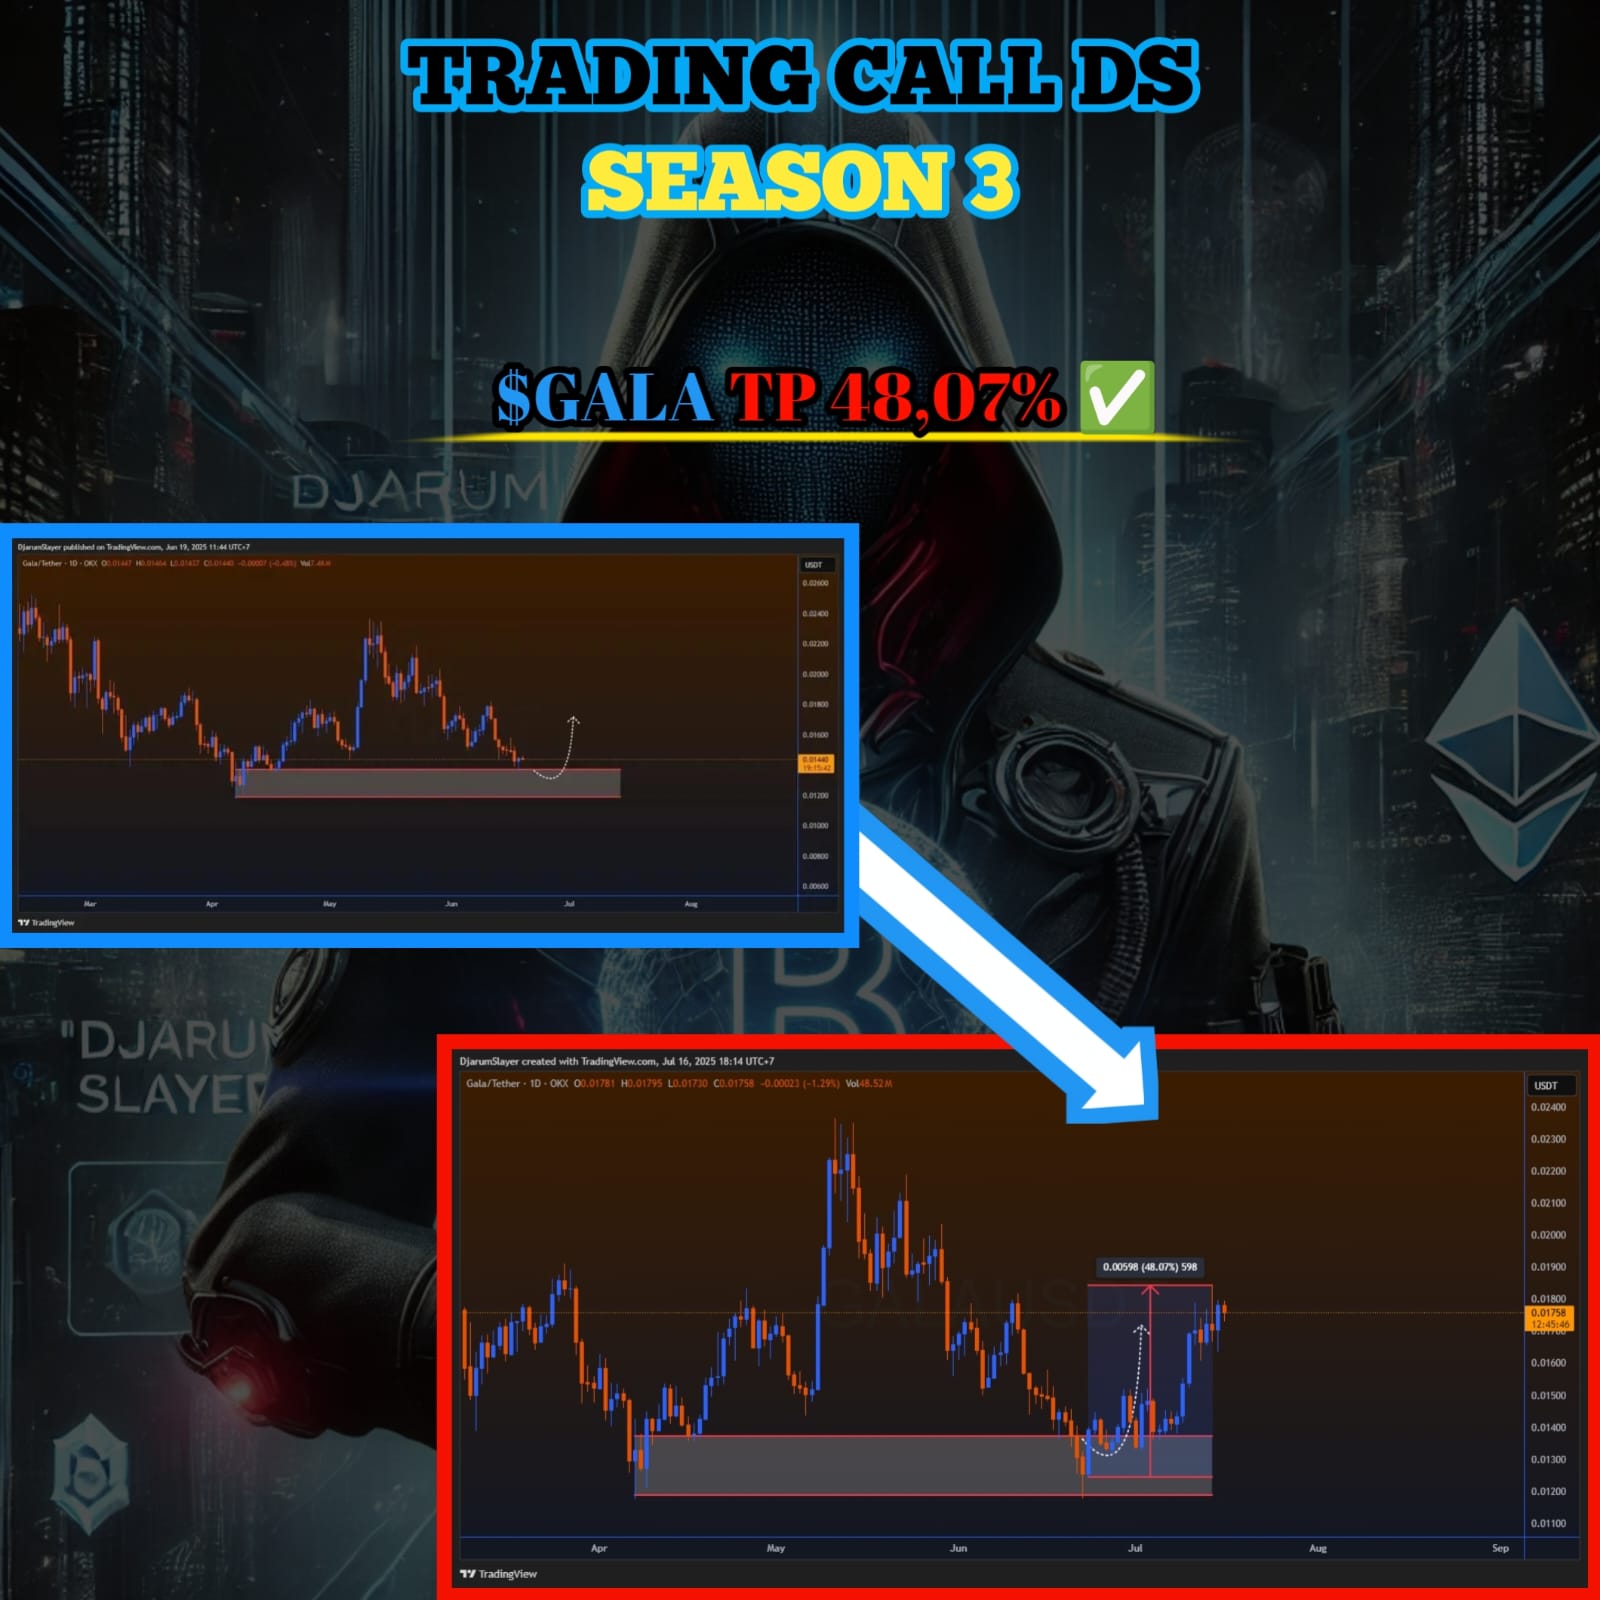 TRADING CALL DS
SEASON 3
$GALA TP 48,07% ✅
DJARUM
DjarumSlayer published on TradingView.com, Jun 19, 2025 11:44 UTC+7
Gala/Tether · 1D · OKX O0.01447 H0.01464 L0.01437 C0.01440 -0.00007 (-0.48%)
USDT
0.02600
0.02400
0.02200
0.02000
0.01800
0.01600
0.01440
19:15:42
0.01200
0.01000
0.00800
0.00600
Mar Apr May Jun Jul Aug
TradingView
"DJARUM
SLAYER
DjarumSlayer created with TradingView.com, Jul 16, 2025 18:14 UTC+7
Gala/Tether · 1D · OKX O0.01781 H0.01795 L0.01730 C0.01758 -0.00023 (-1.29%) Vol48.52M
USDT
0.02400
0.02300
0.02200
0.02100
0.02000
0.01900
0.00598 (48.07%) 598
0.01800
0.01758
12:45:46
0.01700
0.01600
0.01500
0.01400
0.01300
0.01200
0.01100
Apr May Jun Jul Aug Sep
TradingView